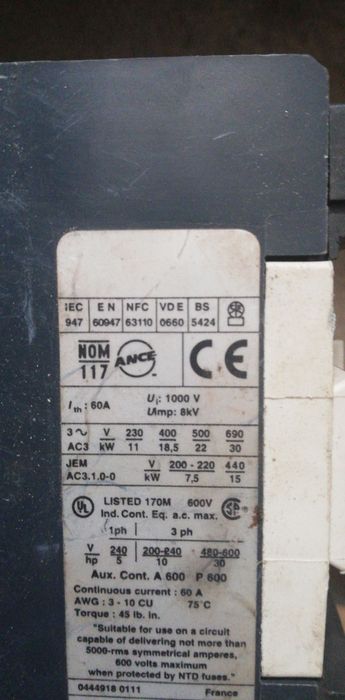 IEC EN NFC VDE BS
947 60947 63110 0660 5424
NOM ANCE CE
117
Ith : 60A Ui: 1000 V
UImp: 8kV
3~ V 230 400 500 690
AC3 kW 11 18,5 22 30
JEM V 200 - 220 440
AC3.1.0-0 kW 7,5 15
UL LISTED 170M 600V SP
Ind. Cont. Eq. a.c. max.
1ph 3 ph
V 240 200-240 480-600
hp 5 10 30
Aux. Cont. A 600 P 600
Continuous current : 60 A
AWG : 3 - 10 CU 75°C
Torque : 45 lb. in.
"Suitable for use on a circuit
capable of delivering not more than
5000-rms symmetrical amperes,
600 volts maximum
when protected by NTD fuses."
0444918 0111 France